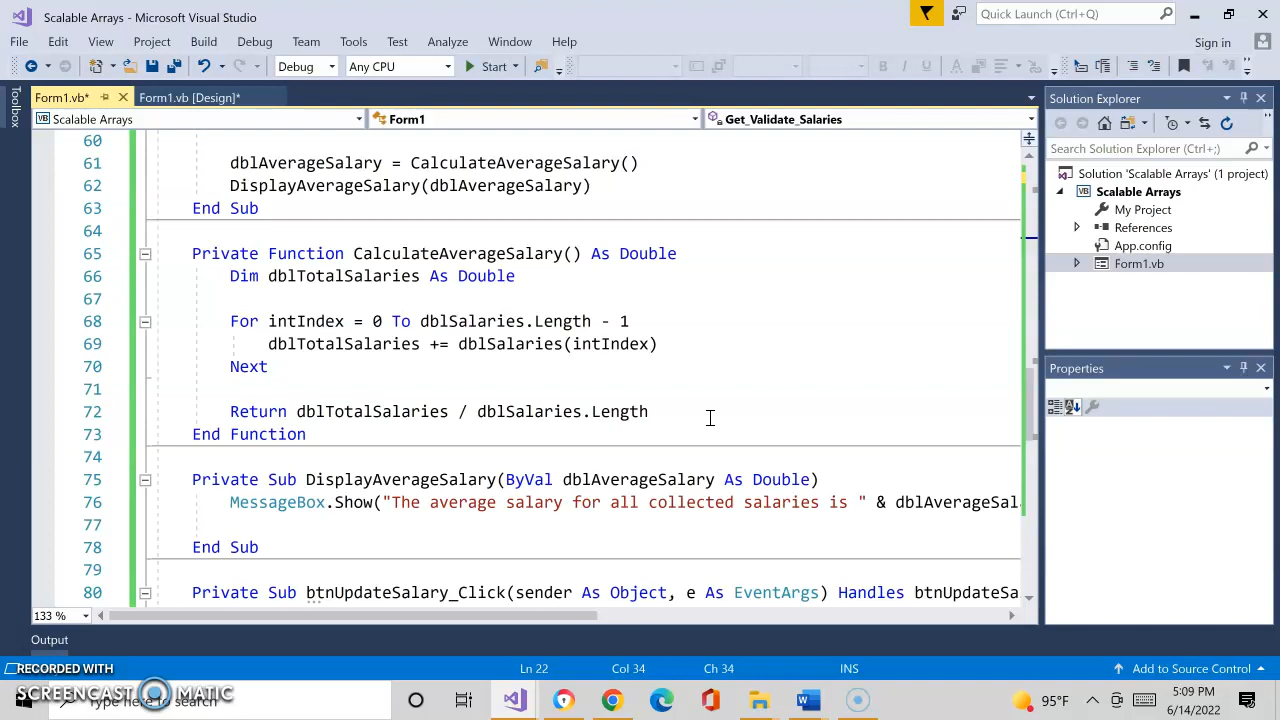 Scalable Arrays - Microsoft Visual Studio
Quick Launch (Ctrl+Q)
File Edit View Project Build Debug Team Tools Test Analyze Window Help
Sign in
Debug Any CPU Start
Toolbox
Form1.vb* Form1.vb [Design]*
Scalable Arrays Form1 Get_Validate_Salaries
60
61 dblAverageSalary = CalculateAverageSalary()
62 DisplayAverageSalary(dblAverageSalary)
63 End Sub
64
65 Private Function CalculateAverageSalary() As Double
66 Dim dblTotalSalaries As Double
67
68 For intIndex = 0 To dblSalaries.Length - 1
69 dblTotalSalaries += dblSalaries(intIndex)
70 Next
71
72 Return dblTotalSalaries / dblSalaries.Length
73 End Function
74
75 Private Sub DisplayAverageSalary(ByVal dblAverageSalary As Double)
76 MessageBox.Show("The average salary for all collected salaries is " & dblAverageSal
77
78 End Sub
79
80 Private Sub btnUpdateSalary_Click(sender As Object, e As EventArgs) Handles btnUpdateSa
133 %
Solution Explorer
Search Solution Explorer (Ctrl+;)
Solution 'Scalable Arrays' (1 project)
Scalable Arrays
My Project
References
App.config
Form1.vb
Properties
Output
Ln 22 Col 34 Ch 34 INS Add to Source Control
RECORDED WITH
SCREENCAST MATIC
Type here to search
95°F
5:09 PM
6/14/2022